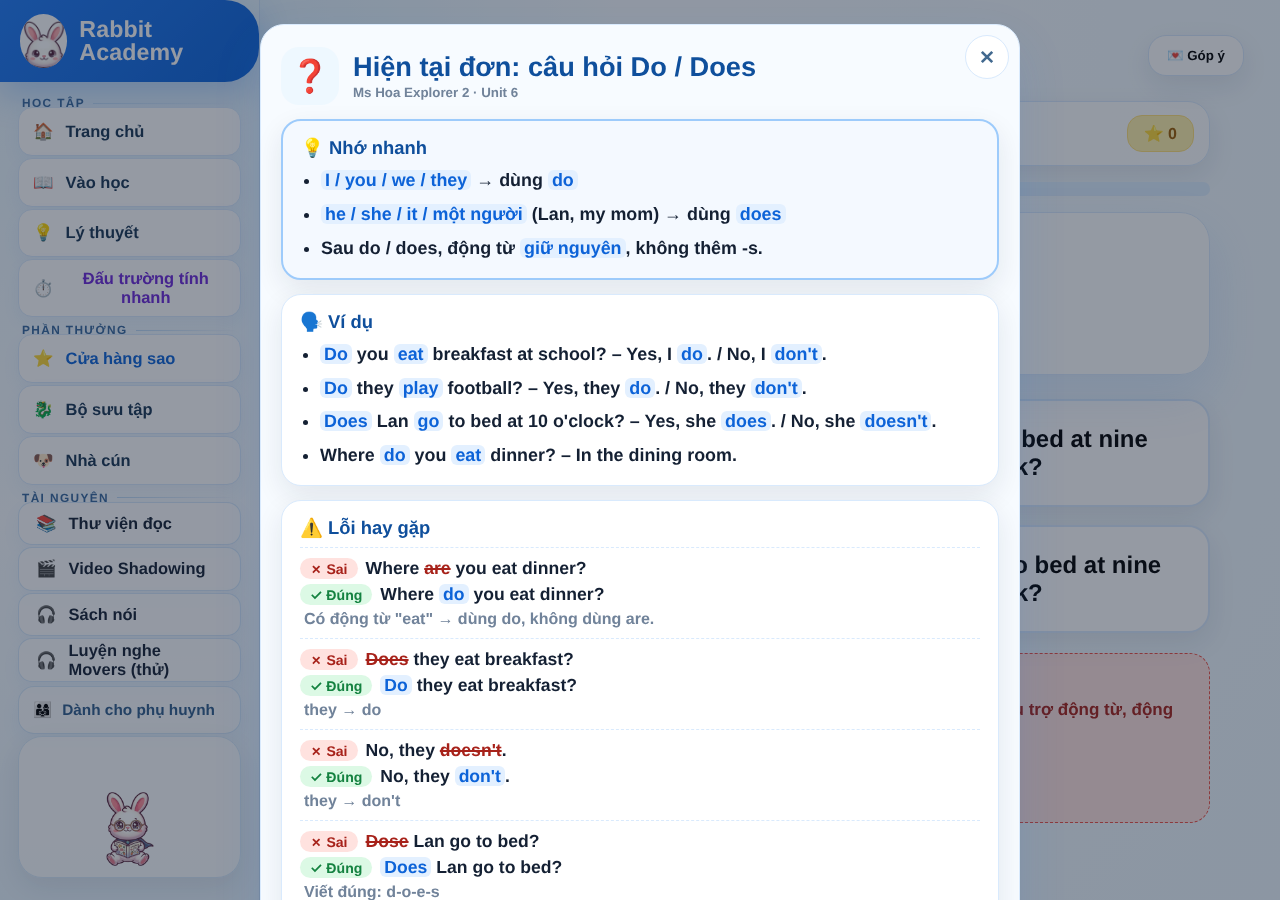 Rabbit
Academy
HỌC TẬP
🏠 Trang chủ
📖 Vào học
💡 Lý thuyết
⏱️ Đấu trường tính
nhanh
PHẦN THƯỞNG
⭐ Cửa hàng sao
🐉 Bộ sưu tập
🐶 Nhà cún
TÀI NGUYÊN
📚 Thư viện đọc
🎬 Video Shadowing
🎧 Sách nói
🎧 Luyện nghe
Movers (thử)
👨‍👩‍👧 Dành cho phụ huynh
❓ Hiện tại đơn: câu hỏi Do / Does
Ms Hoa Explorer 2 · Unit 6
✕
💡 Nhớ nhanh
• I / you / we / they → dùng do
• he / she / it / một người (Lan, my mom) → dùng does
• Sau do / does, động từ giữ nguyên, không thêm -s.
🗣️ Ví dụ
• Do you eat breakfast at school? – Yes, I do. / No, I don't.
• Do they play football? – Yes, they do. / No, they don't.
• Does Lan go to bed at 10 o'clock? – Yes, she does. / No, she doesn't.
• Where do you eat dinner? – In the dining room.
⚠️ Lỗi hay gặp
✕ Sai Where are you eat dinner?
✓ Đúng Where do you eat dinner?
Có động từ "eat" → dùng do, không dùng are.
✕ Sai Does they eat breakfast?
✓ Đúng Do they eat breakfast?
they → do
✕ Sai No, they doesn't.
✓ Đúng No, they don't.
they → don't
✕ Sai Dose Lan go to bed?
✓ Đúng Does Lan go to bed?
Viết đúng: d-o-e-s
💌 Góp ý
⭐ 0
bed at nine
k?
bed at nine
k?
trợ động từ, động